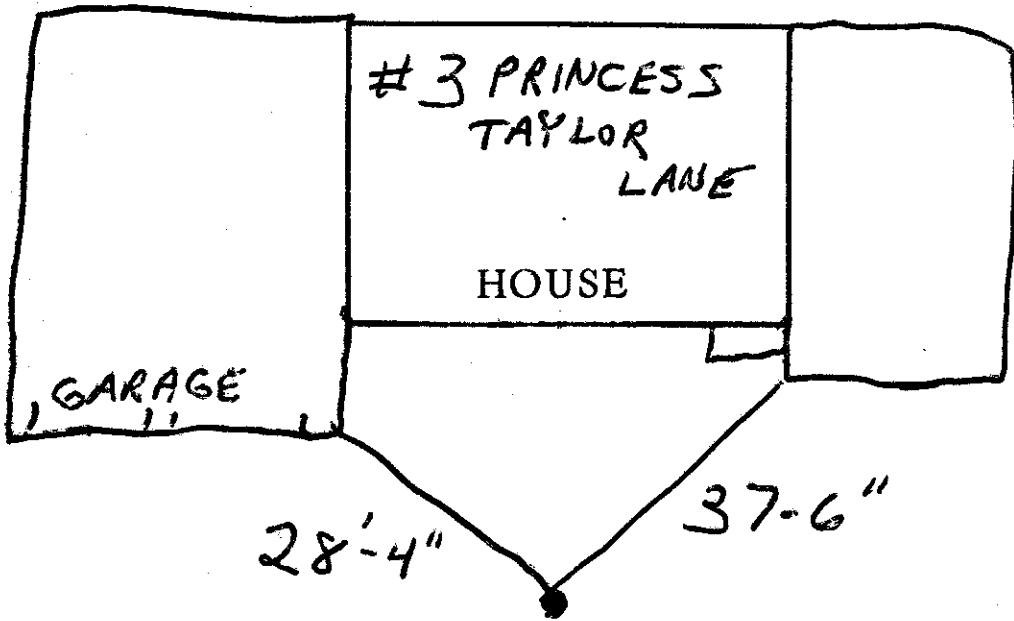 #3 PRINCESS
TAYLOR
LANE
HOUSE
GARAGE
28'-4"
37-6"